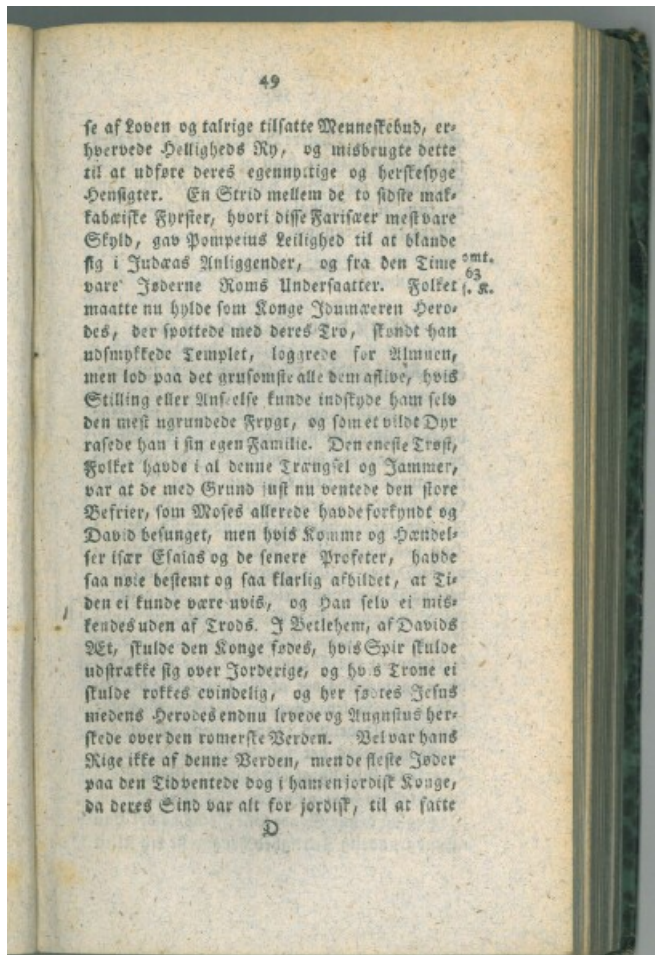 49
se af Loven og talrige tilsatte Menneskebud, er-
hvervede Helligheds Ry, og misbrugte dette
til at udføre deres egennyttige og herskesyge
Hensigter. En Strid mellem de to sidste mak-
kabæiske Fyrster, hvori disse Farisæer mest vare
Skyld, gav Pompeius Leilighed til at blande
sig i Judæas Anliggender, og fra den Time
vare Jøderne Roms Undersaatter. Folket
omt.
63
f. K.
maatte nu hylde som Konge Idumæeren Hero-
des, der spottede med deres Tro, skøndt han
udsmykkede Templet, loggrede for Almuen,
men lod paa det grusomste alle dem aflive, hvis
Stilling eller Anseelse kunde indskyde ham selv
den mest ugrundede Frygt, og som et vildt Dyr
rasede han i sin egen Familie. Den eneste Trøst,
Folket havde i al denne Trængsel og Jammer,
var at de med Grund just nu ventede den store
Befrier, som Moses allerede havde forkyndt og
David besunget, men hvis Komme og Hændel-
ser især Esaias og de senere Profeter, havde
saa nøie bestemt og saa klarlig afbildet, at Ti-
den ei kunde være uvis, og Han selv ei mis-
kendes uden af Trods. I Betlehem, af Davids
Æt, skulde den Konge fødes, hvis Spir skulde
udstrække sig over Jorderige, og hvis Trone ei
skulde rokkes evindelig, og her fødtes Jesus
medens Herodes endnu levede og Augustus her-
skede over den romerske Verden. Vel var hans
Rige ikke af denne Verden, men de fleste Jøder
paa den Tid ventede dog i ham en jordisk Konge,
da deres Sind var alt for jordisk, til at fatte
D